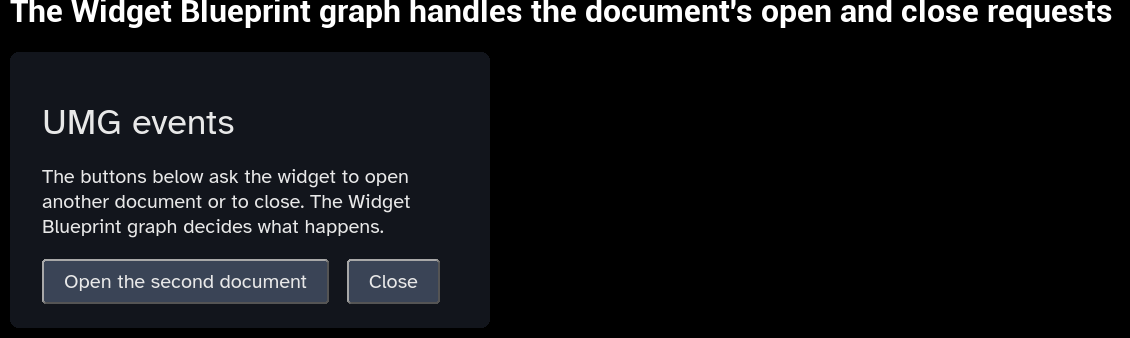 The Widget Blueprint graph handles the document's open and close requests
UMG events
The buttons below ask the widget to open
another document or to close. The Widget
Blueprint graph decides what happens.
Open the second document Close